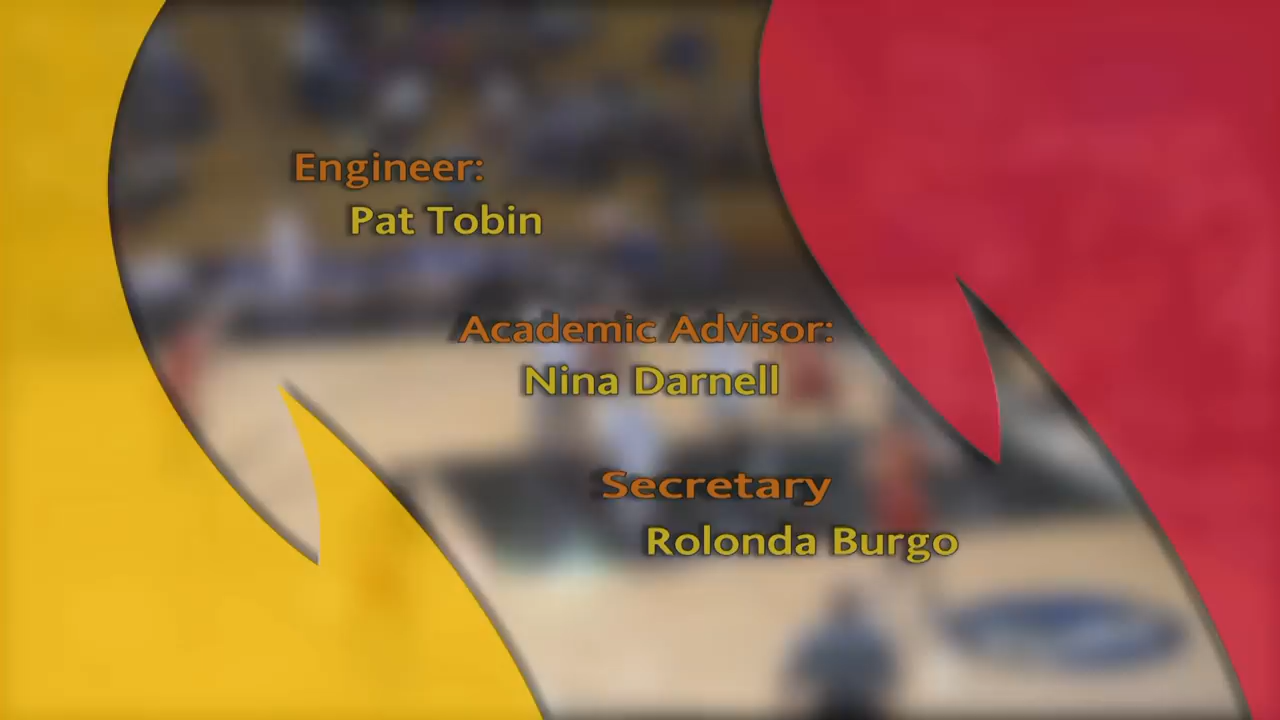 Engineer:
Pat Tobin
Academic Advisor:
Nina Darnell
Secretary
Rolonda Burgo